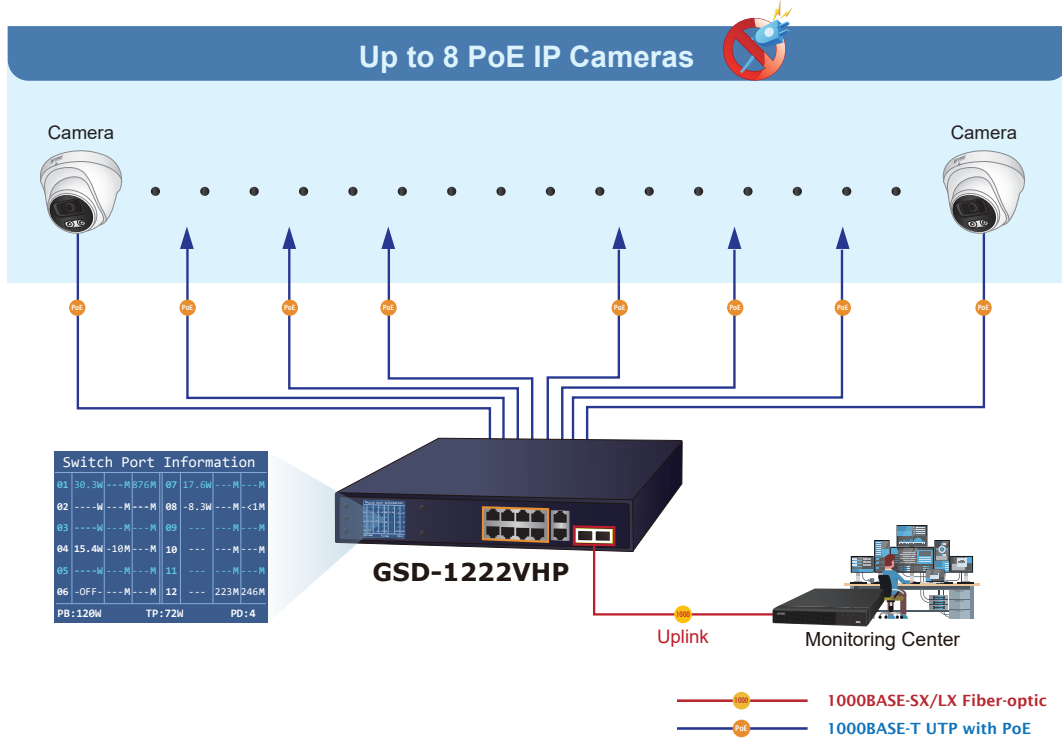 Up to 8 PoE IP Cameras
Camera
Camera
PoE
PoE
PoE
PoE
PoE
PoE
PoE
PoE
Switch Port Information
01 30.3W ---M 876M 07 17.6W ---M ---M
02 ----W ---M ---M 08 -8.3W ---M -<1M
03 ----W ---M ---M 09 --- ---M ---M
04 15.4W -10M ---M 10 --- ---M ---M
05 ----W ---M ---M 11 --- ---M ---M
06 -OFF- ---M ---M 12 --- 223M 246M
PB:120W TP:72W PD:4
GSD-1222VHP
1000
Uplink
Monitoring Center
1000 1000BASE-SX/LX Fiber-optic
PoE 1000BASE-T UTP with PoE